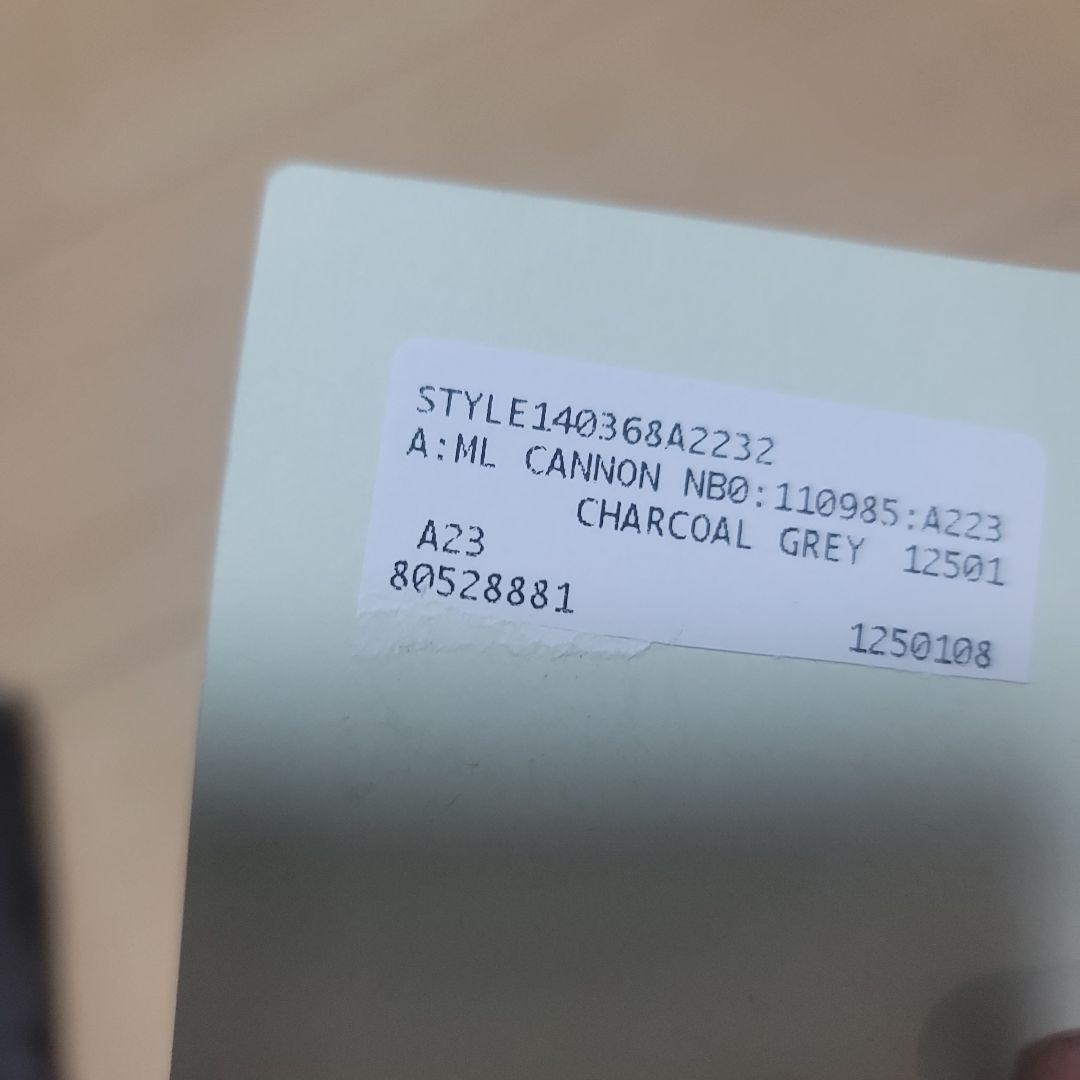 STYLE140368A2232
A:ML CANNON NB0:110985:A223
CHARCOAL GREY 12501
A23
80528881
1250108